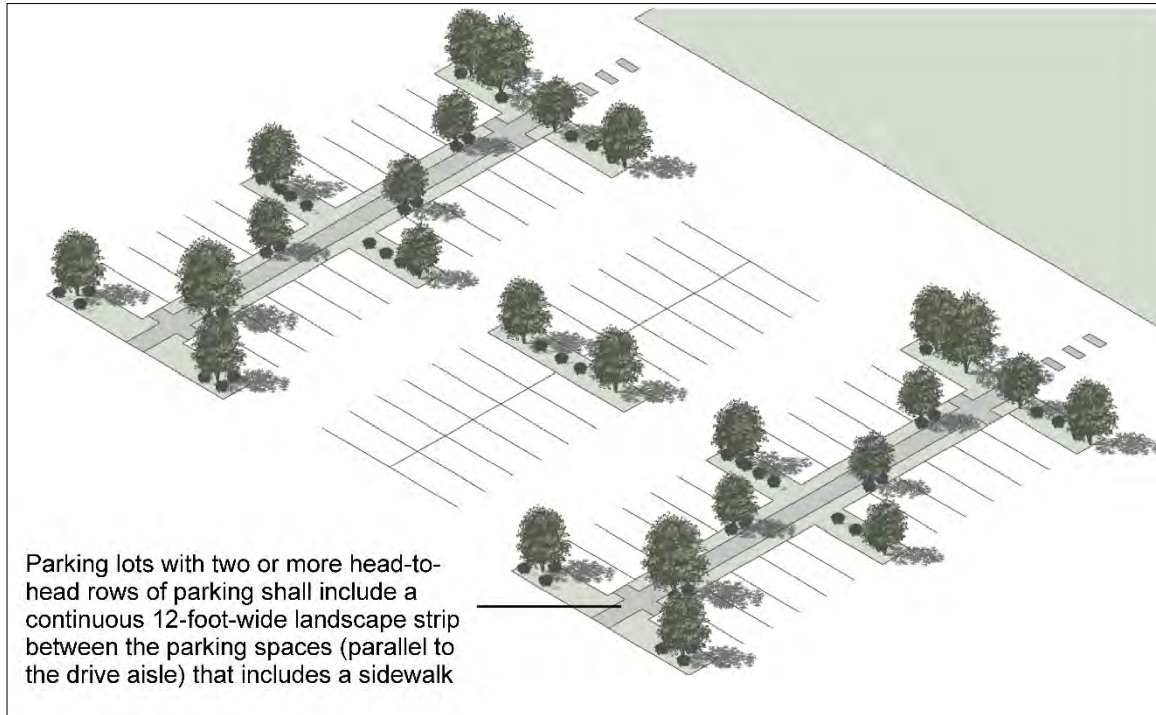 Parking lots with two or more head-to-
head rows of parking shall include a
continuous 12-foot-wide landscape strip
between the parking spaces (parallel to
the drive aisle) that includes a sidewalk